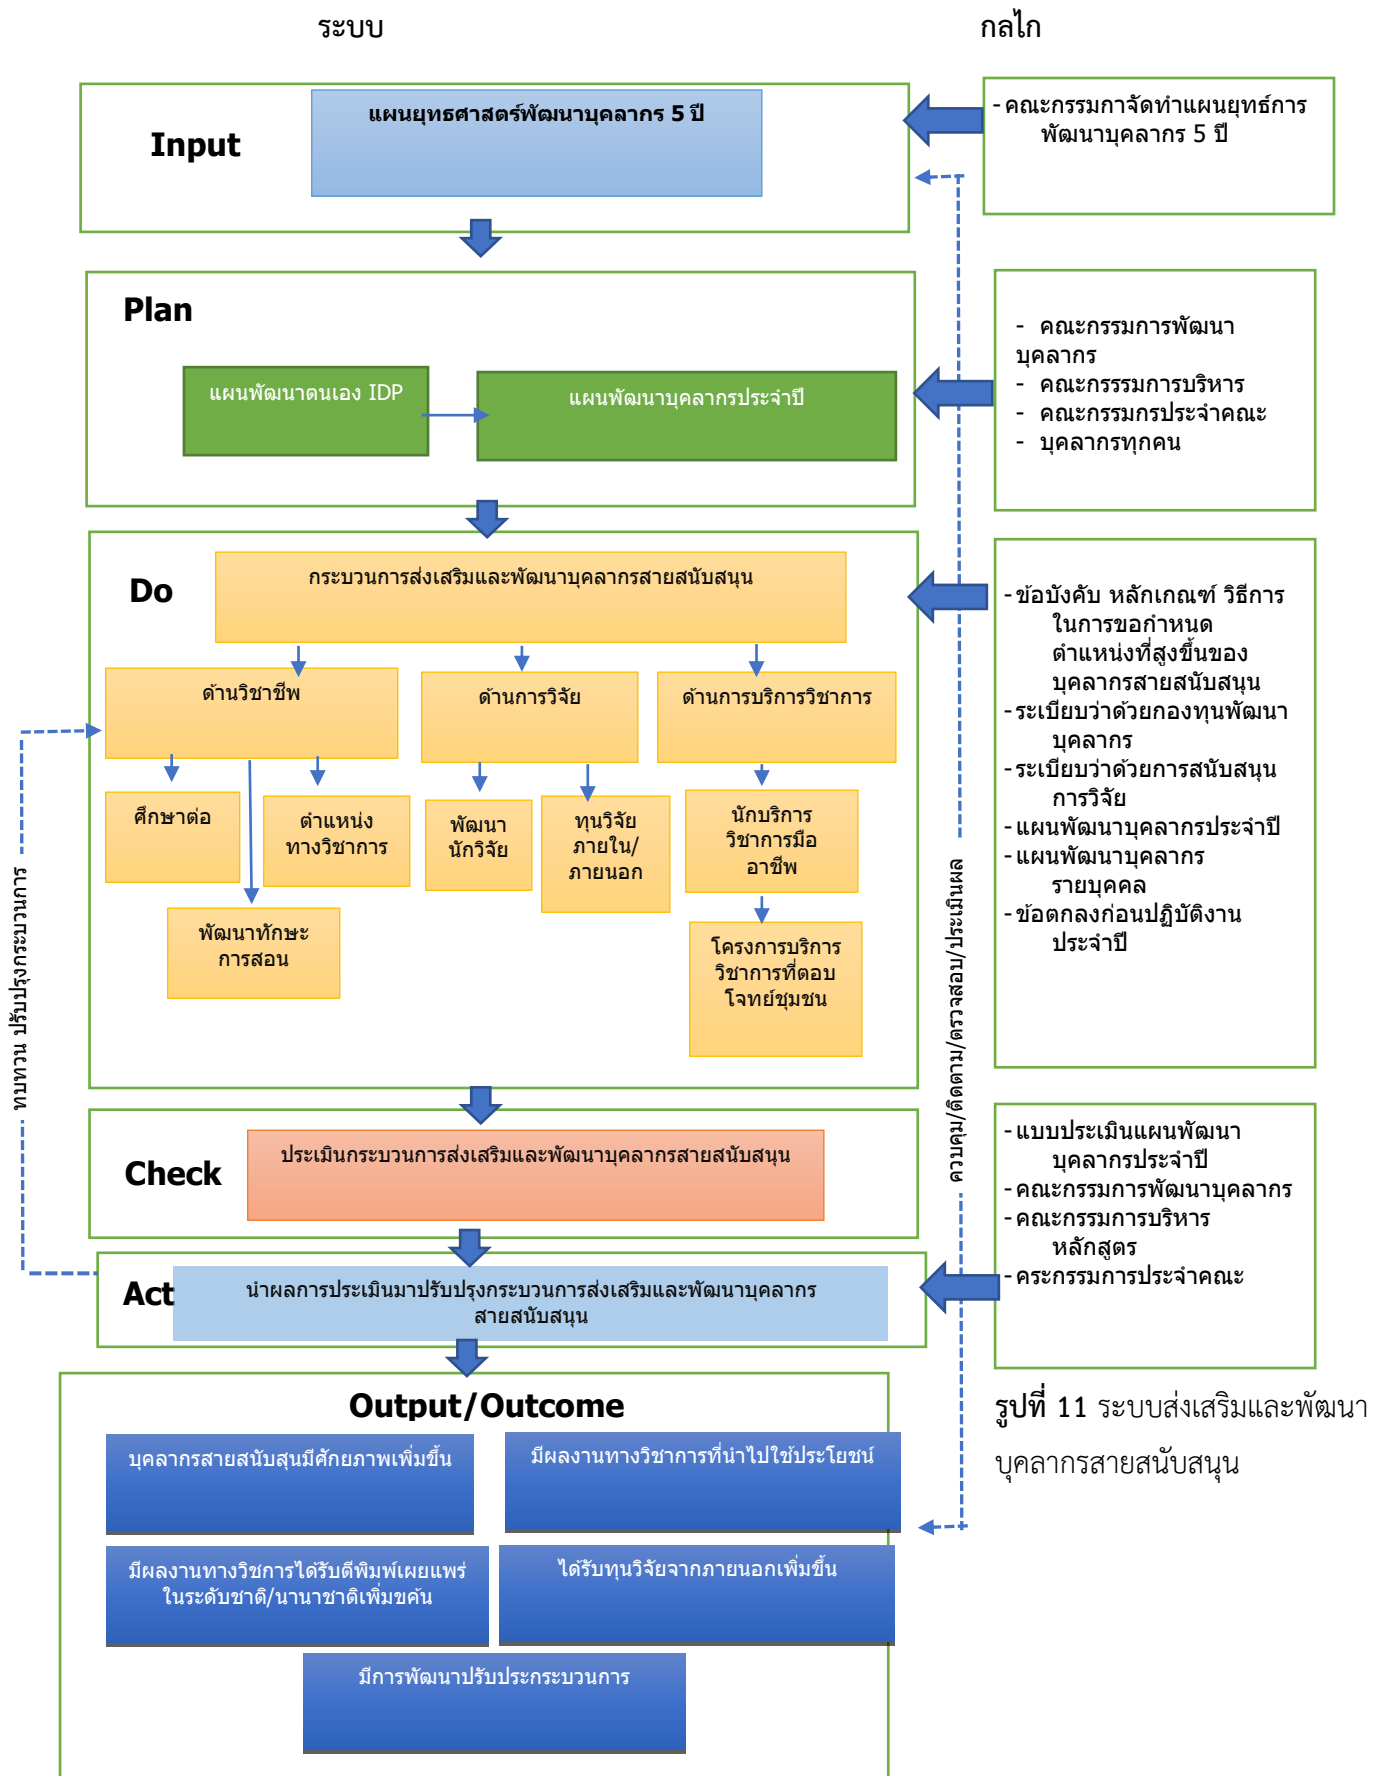 ระบบ
กลไก
Input
แผนยุทธศาสตร์พัฒนาบุคลากร 5 ปี
-คณะกรรมกาจัดทำแผนยุทธ์การ
พัฒนาบุคลากร 5 ปี
Plan
แผนพัฒนาตนเอง IDP
แผนพัฒนาบุคลากรประจำปี
- คณะกรรมการพัฒนา
บุคลากร
- คณะกรรรมการบริหาร
- คณะกรรมกรประจำคณะ
- บุคลากรทุกคน
Do
กระบวนการส่งเสริมและพัฒนาบุคลากรสายสนับสนุน
ด้านวิชาชีพ
ด้านการวิจัย
ด้านการบริการวิชาการ
ศึกษาต่อ
ตำแหน่ง
ทางวิชาการ
พัฒนาทักษะ
การสอน
พัฒนา
นักวิจัย
ทุนวิจัย
ภายใน/
ภายนอก
นักบริการ
วิชาการมือ
อาชีพ
โครงการบริการ
วิชาการที่ตอบ
โจทย์ชุมชน
-ข้อบังคับ หลักเกณฑ์ วิธีการ
ในการขอกำหนด
ตำแหน่งที่สูงขึ้นของ
บุคลากรสายสนับสนุน
-ระเบียบว่าด้วยกองทุนพัฒนา
บุคลากร
-ระเบียบว่าด้วยการสนับสนุน
การวิจัย
-แผนพัฒนาบุคลากรประจำปี
-แผนพัฒนาบุคลากร
รายบุคคล
-ข้อตกลงก่อนปฏิบัติงาน
ประจำปี
ทบทวน ปรับปรุงกระบวนการ
ควบคุม/ติดตาม/ตรวจสอบ/ประเมินผล
Check
ประเมินกระบวนการส่งเสริมและพัฒนาบุคลากรสายสนับสนุน
-แบบประเมินแผนพัฒนา
บุคลากรประจำปี
-คณะกรรมการพัฒนาบุคลากร
-คณะกรรมการบริหาร
หลักสูตร
-คระกรรมการประจำคณะ
Act
นำผลการประเมินมาปรับปรุงกระบวนการส่งเสริมและพัฒนาบุคลากร
สายสนับสนุน
Output/Outcome
บุคลากรสายสนับสุนมีศักยภาพเพิ่มขึ้น
มีผลงานทางวิชาการที่นำไปใช้ประโยชน์
มีผลงานทางวิชการได้รับตีพิมพ์เผยแพร่
ในระดับชาติ/นานาชาติเพิ่มขค้น
ได้รับทุนวิจัยจากภายนอกเพิ่มขึ้น
มีการพัฒนาปรับประกระบวนการ
รูปที่ 11 ระบบส่งเสริมและพัฒนา
บุคลากรสายสนับสนุน